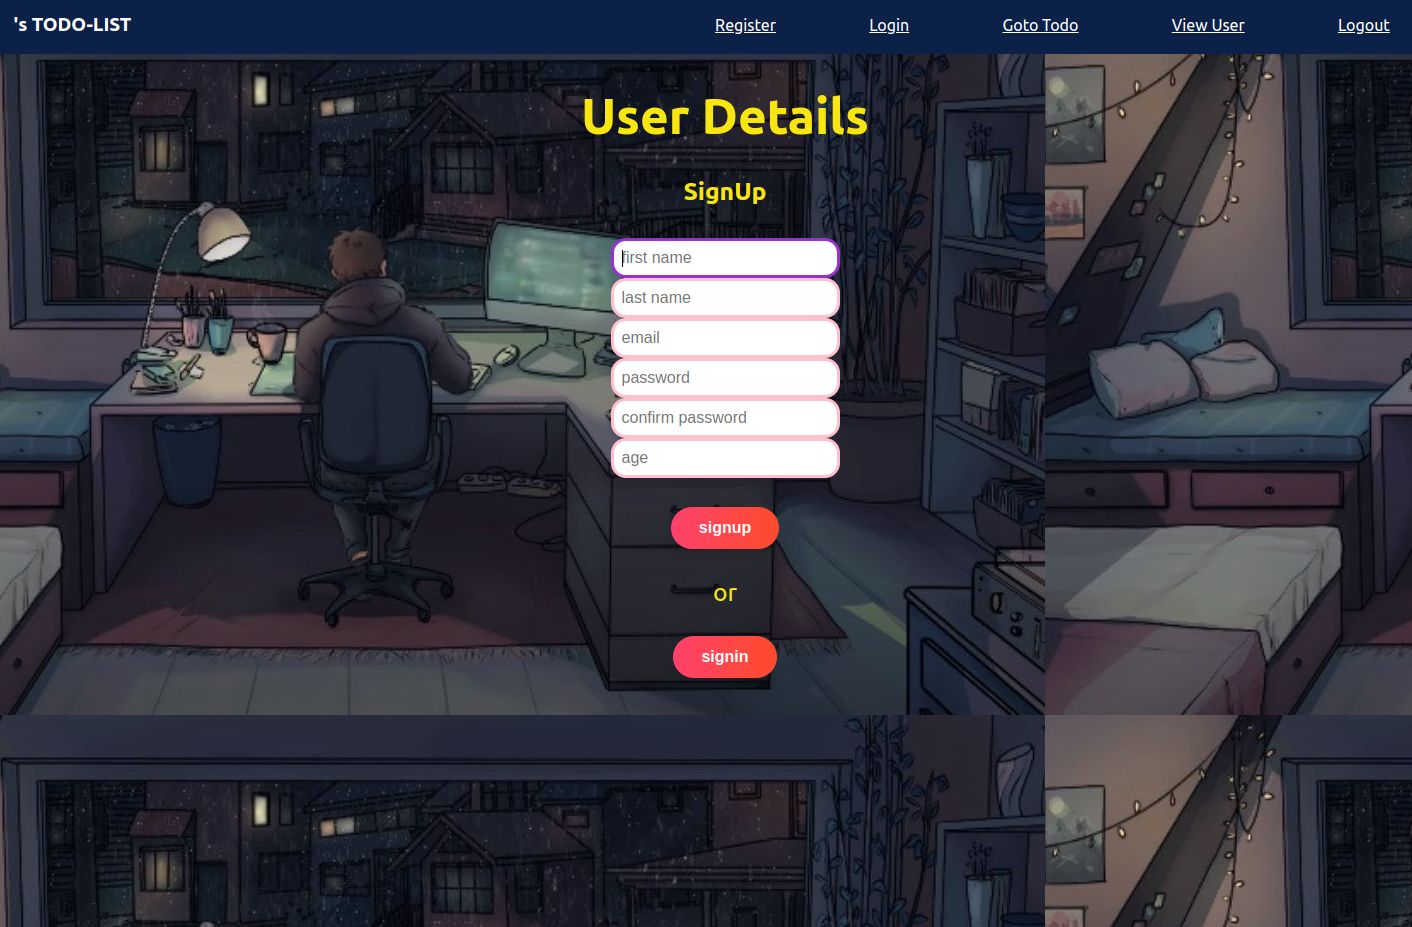 's TODO-LIST Register Login Goto Todo View User Logout
User Details
SignUp
first name
last name
email
password
confirm password
age
signup
or
signin